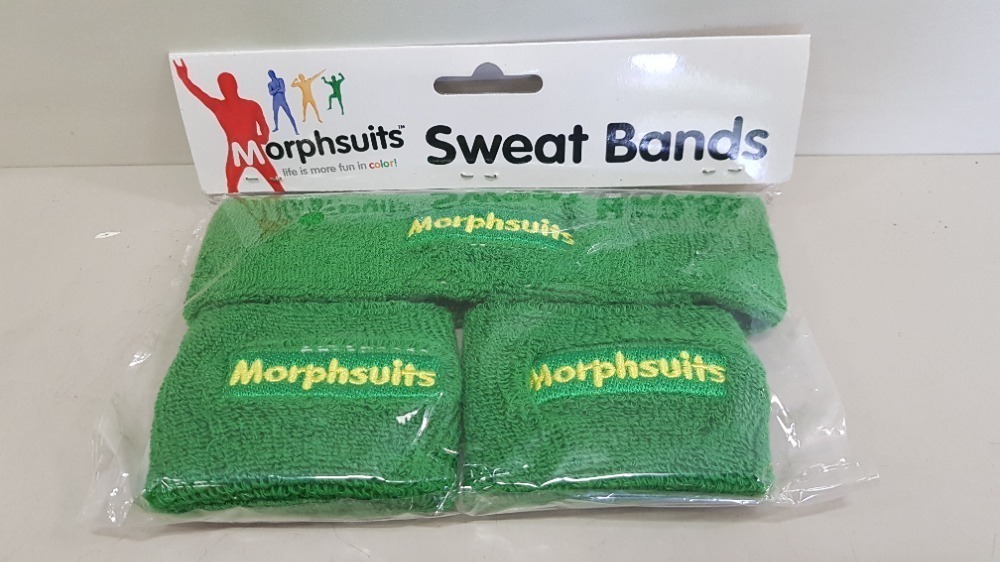 Morphsuits™ Sweat Bands
life is more fun in color!
Morphsuits
Morphsuits
Morphsuits